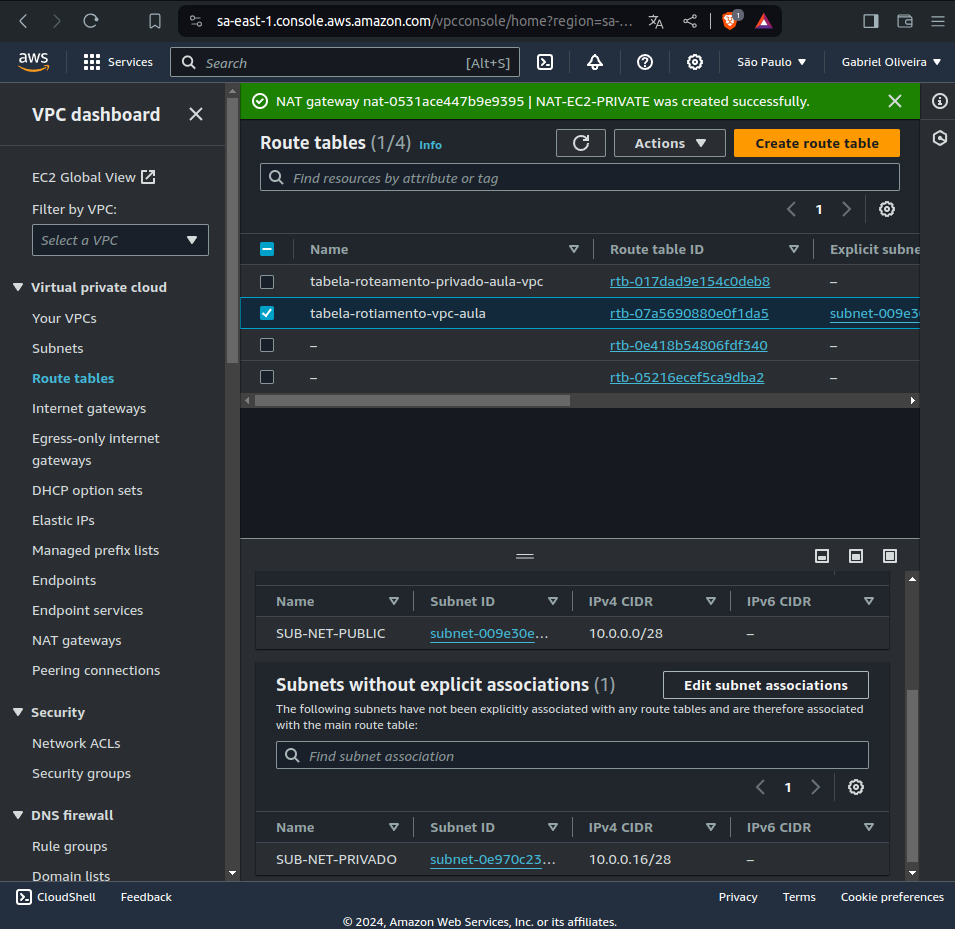 sa-east-1.console.aws.amazon.com/vpcconsole/home?region=sa-...
1
aws
Services
Search
[Alt+S]
São Paulo
Gabriel Oliveira
VPC dashboard
EC2 Global View
Filter by VPC:
Select a VPC
Virtual private cloud
Your VPCs
Subnets
Route tables
Internet gateways
Egress-only internet
gateways
DHCP option sets
Elastic IPs
Managed prefix lists
Endpoints
Endpoint services
NAT gateways
Peering connections
Security
Network ACLs
Security groups
DNS firewall
Rule groups
Domain lists
NAT gateway nat-0531ace447b9e9395 | NAT-EC2-PRIVATE was created successfully.
Route tables (1/4) Info
Actions
Create route table
Find resources by attribute or tag
1
Name Route table ID Explicit subne
tabela-roteamento-privado-aula-vpc rtb-017dad9e154c0deb8 –
tabela-rotiamento-vpc-aula rtb-07a5690880e0f1da5 subnet-009e3
– rtb-0e418b54806fdf340 –
– rtb-05216ecef5ca9dba2 –
Name Subnet ID IPv4 CIDR IPv6 CIDR
SUB-NET-PUBLIC subnet-009e30e... 10.0.0.0/28 –
Subnets without explicit associations (1)
Edit subnet associations
The following subnets have not been explicitly associated with any route tables and are therefore associated
with the main route table:
Find subnet association
1
Name Subnet ID IPv4 CIDR IPv6 CIDR
SUB-NET-PRIVADO subnet-0e970c23... 10.0.0.16/28 –
CloudShell
Feedback
Privacy
Terms
Cookie preferences
© 2024, Amazon Web Services, Inc. or its affiliates.